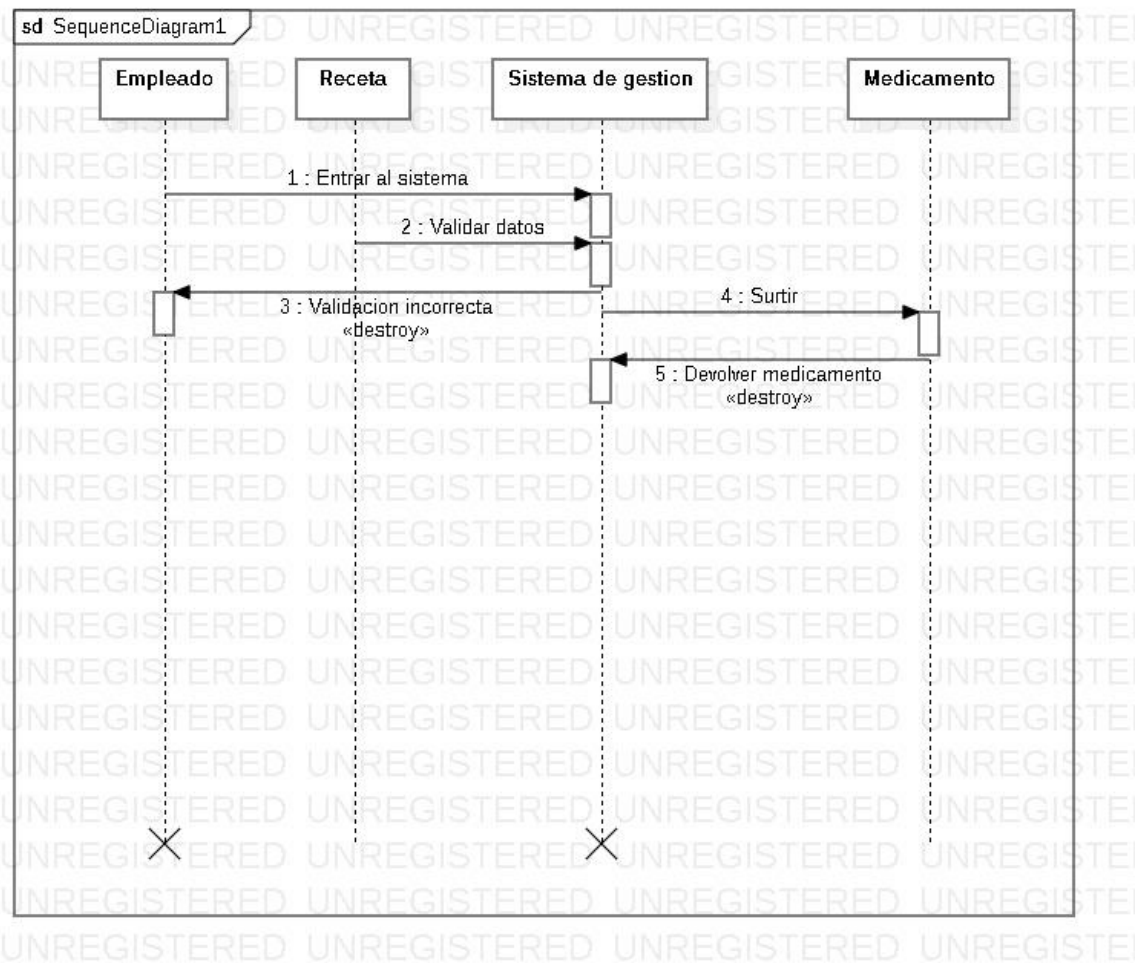 sd SequenceDiagram1
Empleado
Receta
Sistema de gestion
Medicamento
1 : Entrar al sistema
2 : Validar datos
3 : Validacion incorrecta
«destroy»
4 : Surtir
5 : Devolver medicamento
«destroy»
UNREGISTERED